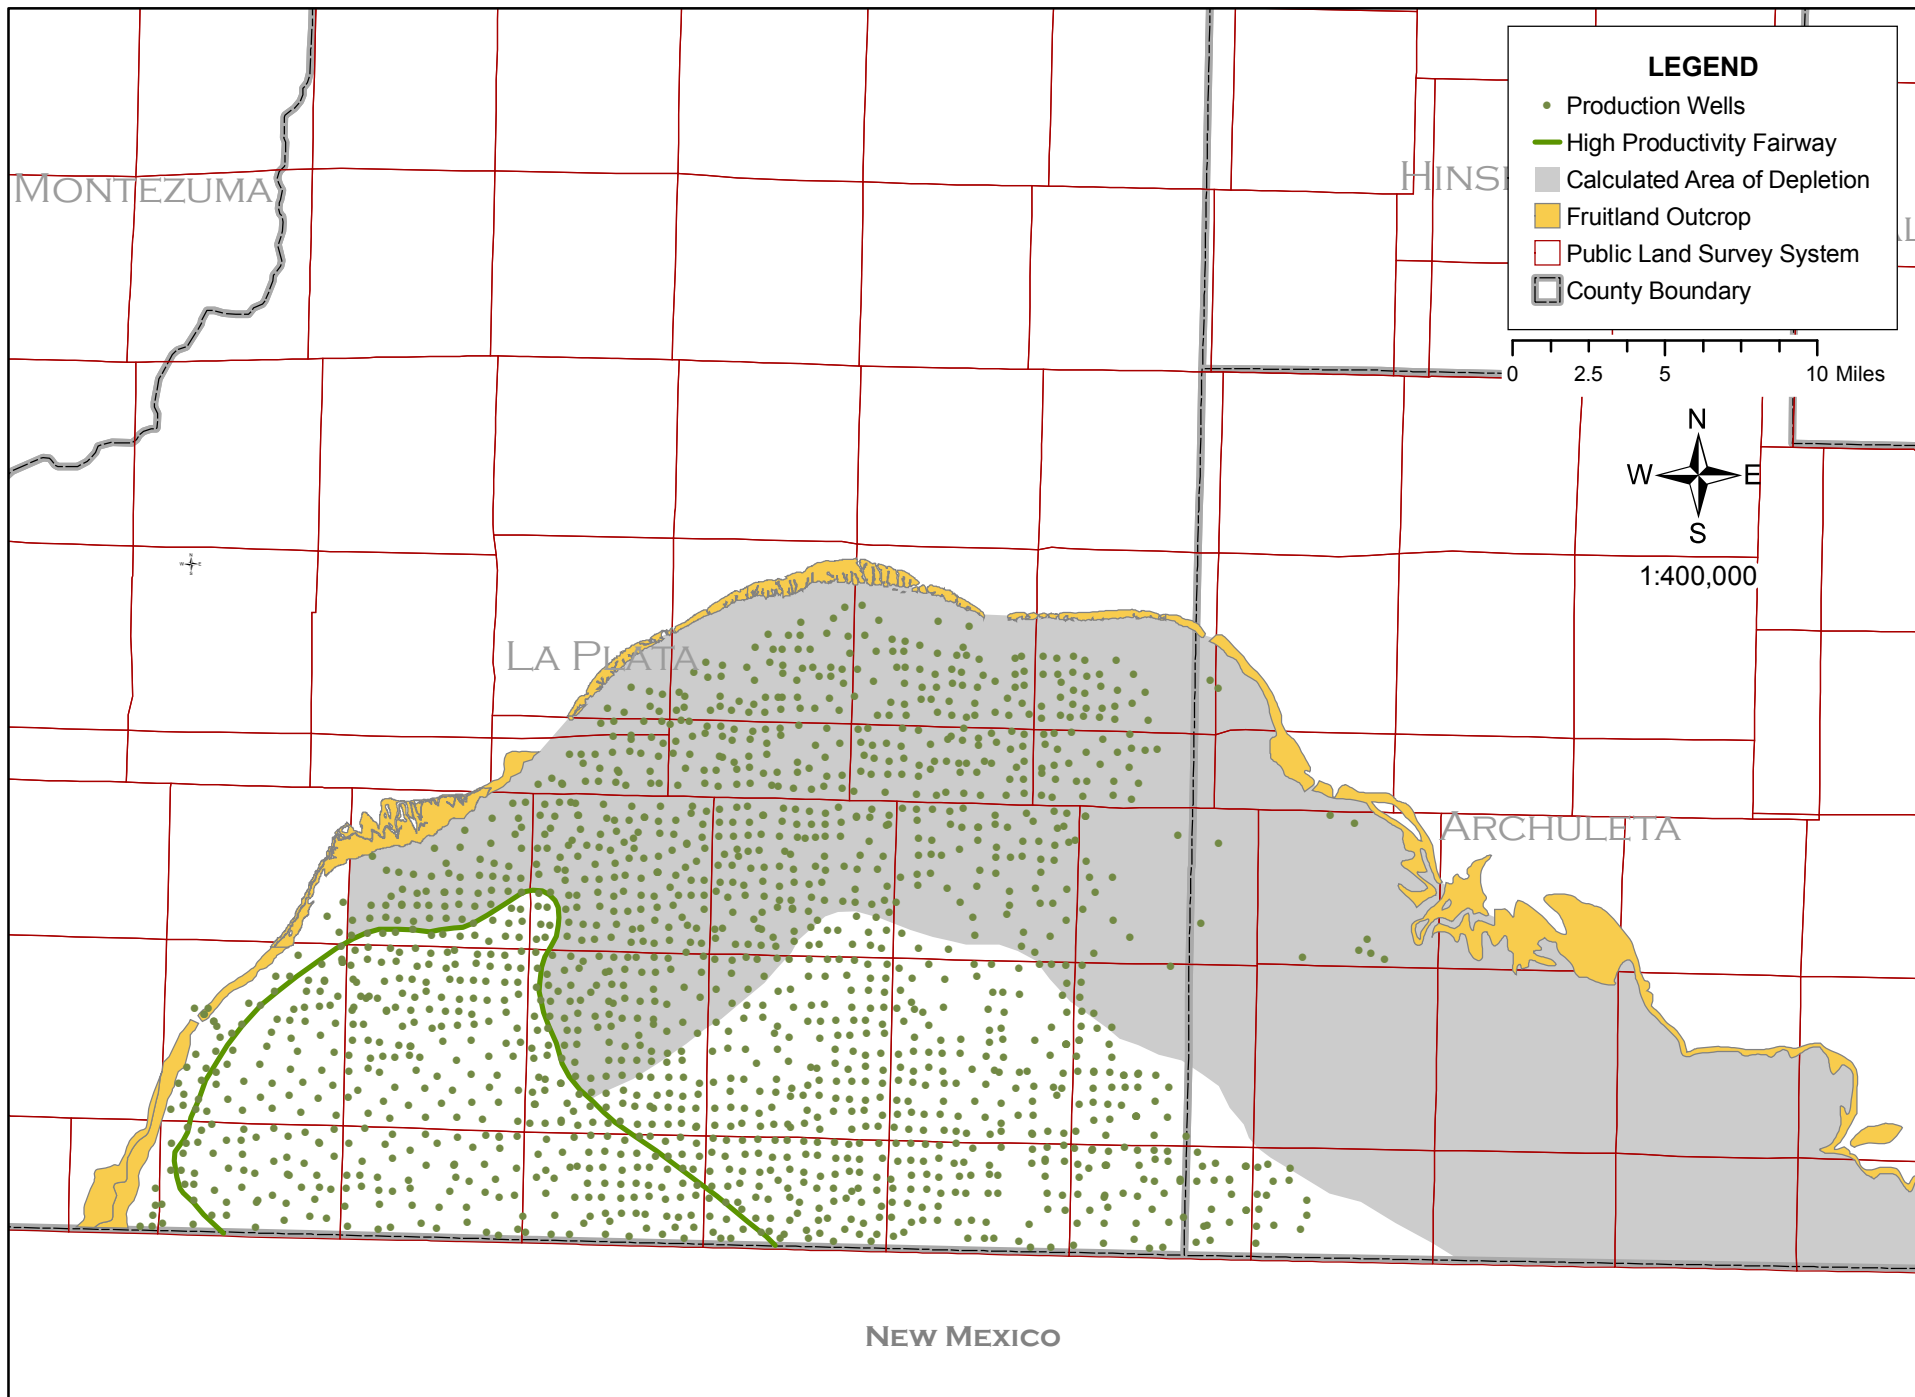 LEGEND
Production Wells
High Productivity Fairway
Calculated Area of Depletion
Fruitland Outcrop
Public Land Survey System
County Boundary
0 2.5 5 10 Miles
N
W E
S
1:400,000
MONTEZUMA
HINS
LA PLATA
ARCHULETA
NEW MEXICO
N
W E
S